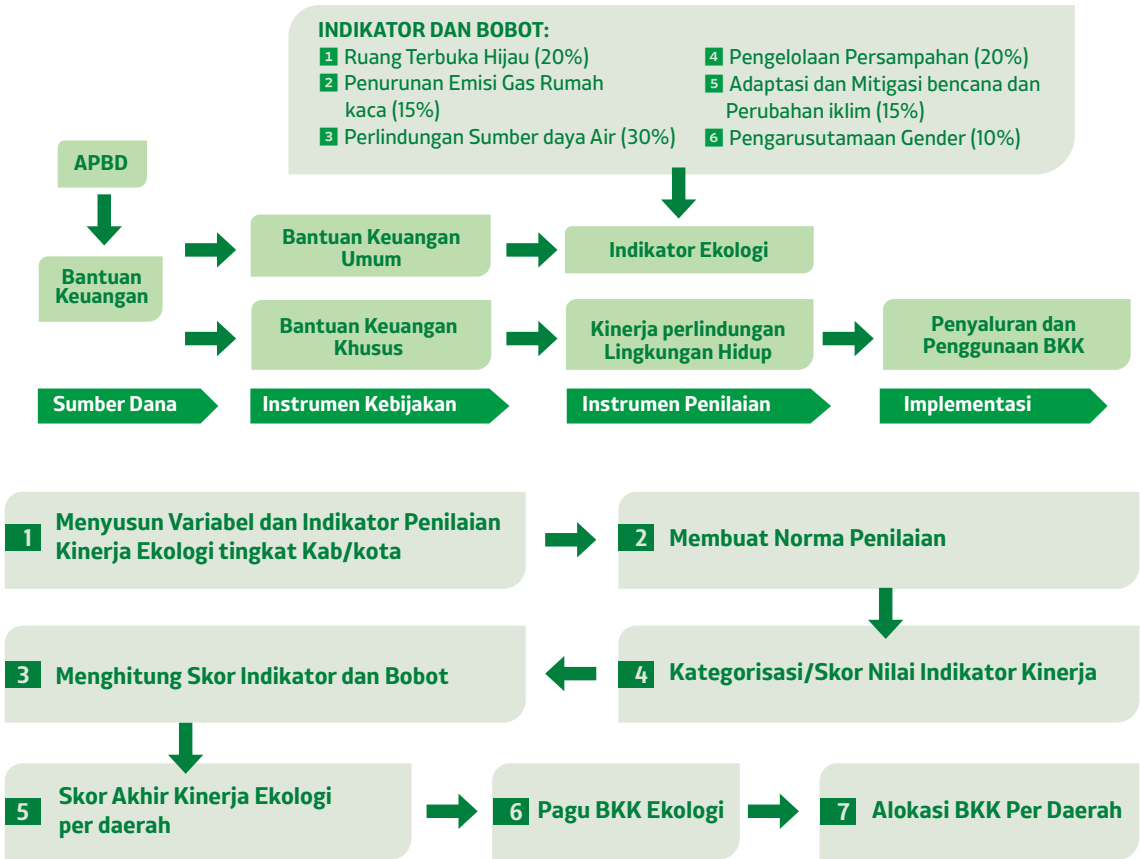 INDIKATOR DAN BOBOT:
1 Ruang Terbuka Hijau (20%)
2 Penurunan Emisi Gas Rumah
kaca (15%)
3 Perlindungan Sumber daya Air (30%)
4 Pengelolaan Persampahan (20%)
5 Adaptasi dan Mitigasi bencana dan
Perubahan iklim (15%)
6 Pengarusutamaan Gender (10%)
APBD
Bantuan
Keuangan
Bantuan Keuangan
Umum
Indikator Ekologi
Bantuan Keuangan
Khusus
Kinerja perlindungan
Lingkungan Hidup
Penyaluran dan
Penggunaan BKK
Sumber Dana
Instrumen Kebijakan
Instrumen Penilaian
Implementasi
1 Menyusun Variabel dan Indikator Penilaian
Kinerja Ekologi tingkat Kab/kota
2 Membuat Norma Penilaian
3 Menghitung Skor Indikator dan Bobot
4 Kategorisasi/Skor Nilai Indikator Kinerja
5 Skor Akhir Kinerja Ekologi
per daerah
6 Pagu BKK Ekologi
7 Alokasi BKK Per Daerah